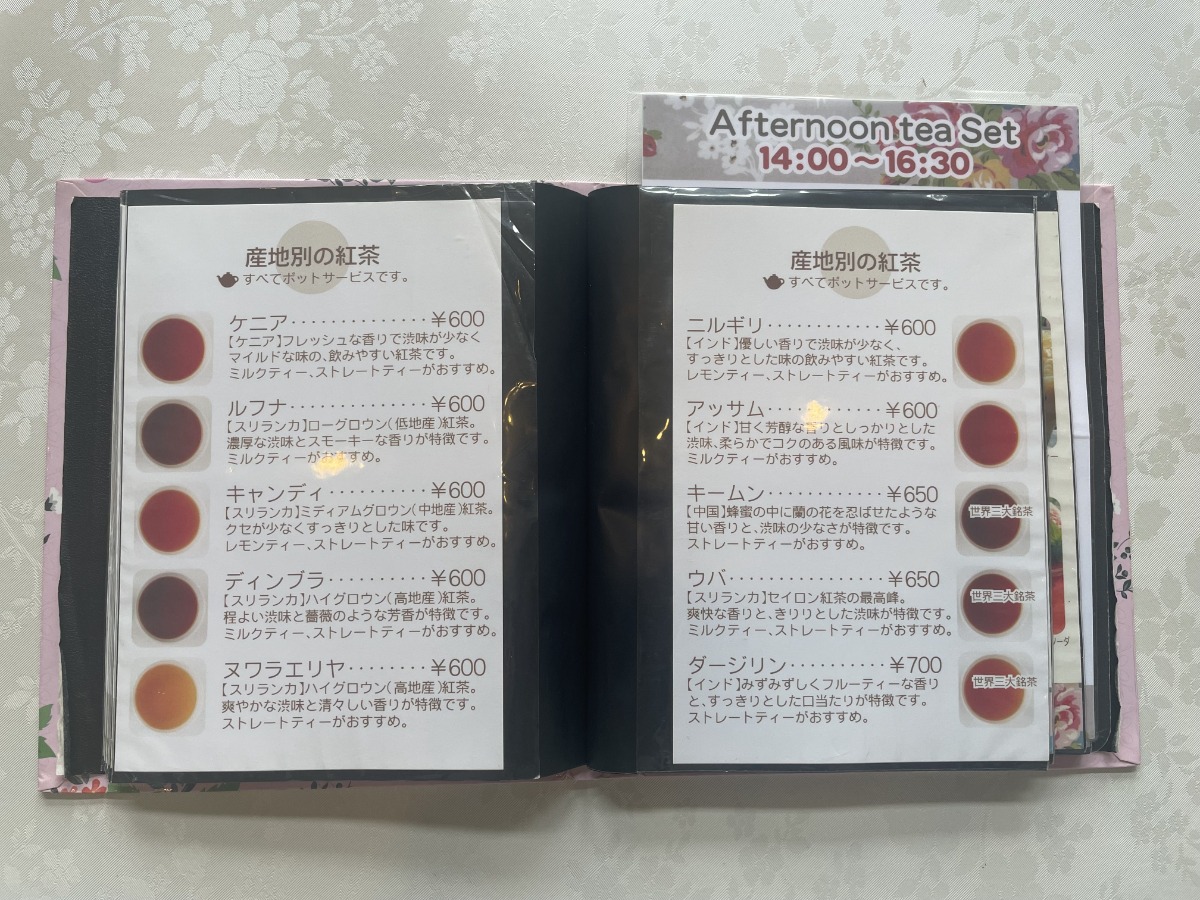 Afternoon tea Set
14:00～16:30
産地別の紅茶
すべてポットサービスです。
ケニア・・・・・・・・・・・・・・¥600
【ケニア】フレッシュな香りで渋味が少なく
マイルドな味の、飲みやすい紅茶です。
ミルクティー、ストレートティーがおすすめ。
ルフナ・・・・・・・・・・・・・・¥600
【スリランカ】ローグロウン(低地産)紅茶。
濃厚な渋味とスモーキーな香りが特徴です。
ミルクティーがおすすめ。
キャンディ・・・・・・・・・・¥600
【スリランカ】ミディアムグロウン(中地産)紅茶。
クセが少なくすっきりとした味です。
レモンティー、ストレートティーがおすすめ。
ディンブラ・・・・・・・・・・¥600
【スリランカ】ハイグロウン(高地産)紅茶。
程よい渋味と薔薇のような芳香が特徴です。
ミルクティー、ストレートティーがおすすめ。
ヌワラエリヤ・・・・・・・・¥600
【スリランカ】ハイグロウン(高地産)紅茶。
爽やかな渋味と清々しい香りが特徴です。
ストレートティーがおすすめ。
産地別の紅茶
すべてポットサービスです。
ニルギリ・・・・・・・・・・・・¥600
【インド】優しい香りで渋味が少なく、
すっきりとした味の飲みやすい紅茶です。
レモンティー、ストレートティーがおすすめ。
アッサム・・・・・・・・・・・・¥600
【インド】甘く芳醇な香りとしっかりとした
渋味、柔らかでコクのある風味が特徴です。
ミルクティーがおすすめ。
キームン・・・・・・・・・・・・¥650
【中国】蜂蜜の中に蘭の花を忍ばせたような
甘い香りと、渋味の少なさが特徴です。
ストレートティーがおすすめ。
世界三大銘茶
ウバ・・・・・・・・・・・・・・・・¥650
【スリランカ】セイロン紅茶の最高峰。
爽快な香りと、きりりとした渋味が特徴です。
ミルクティー、ストレートティーがおすすめ。
世界三大銘茶
ダージリン・・・・・・・・・・¥700
【インド】みずみずしくフルーティーな香り
と、すっきりとした口当たりが特徴です。
ストレートティーがおすすめ。
世界三大銘茶
ソーダ